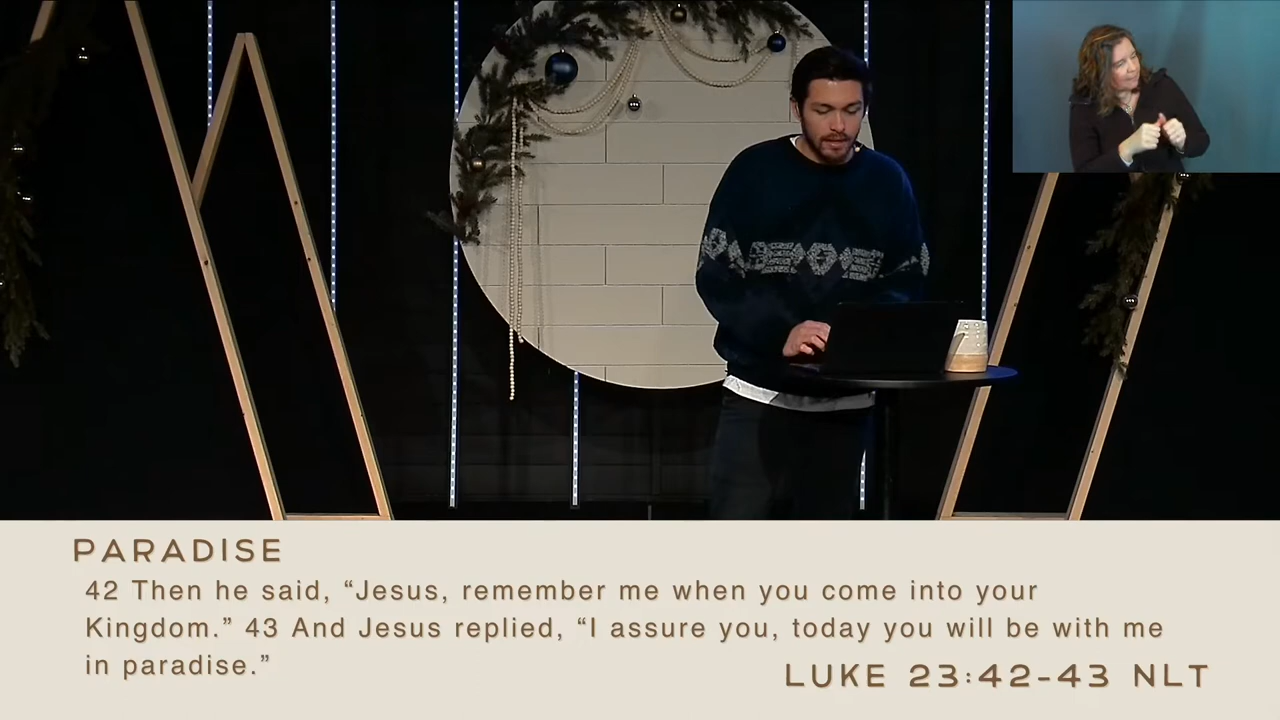 PARADISE
42 Then he said, “Jesus, remember me when you come into your
Kingdom.” 43 And Jesus replied, “I assure you, today you will be with me
in paradise.”
LUKE 23:42-43 NLT